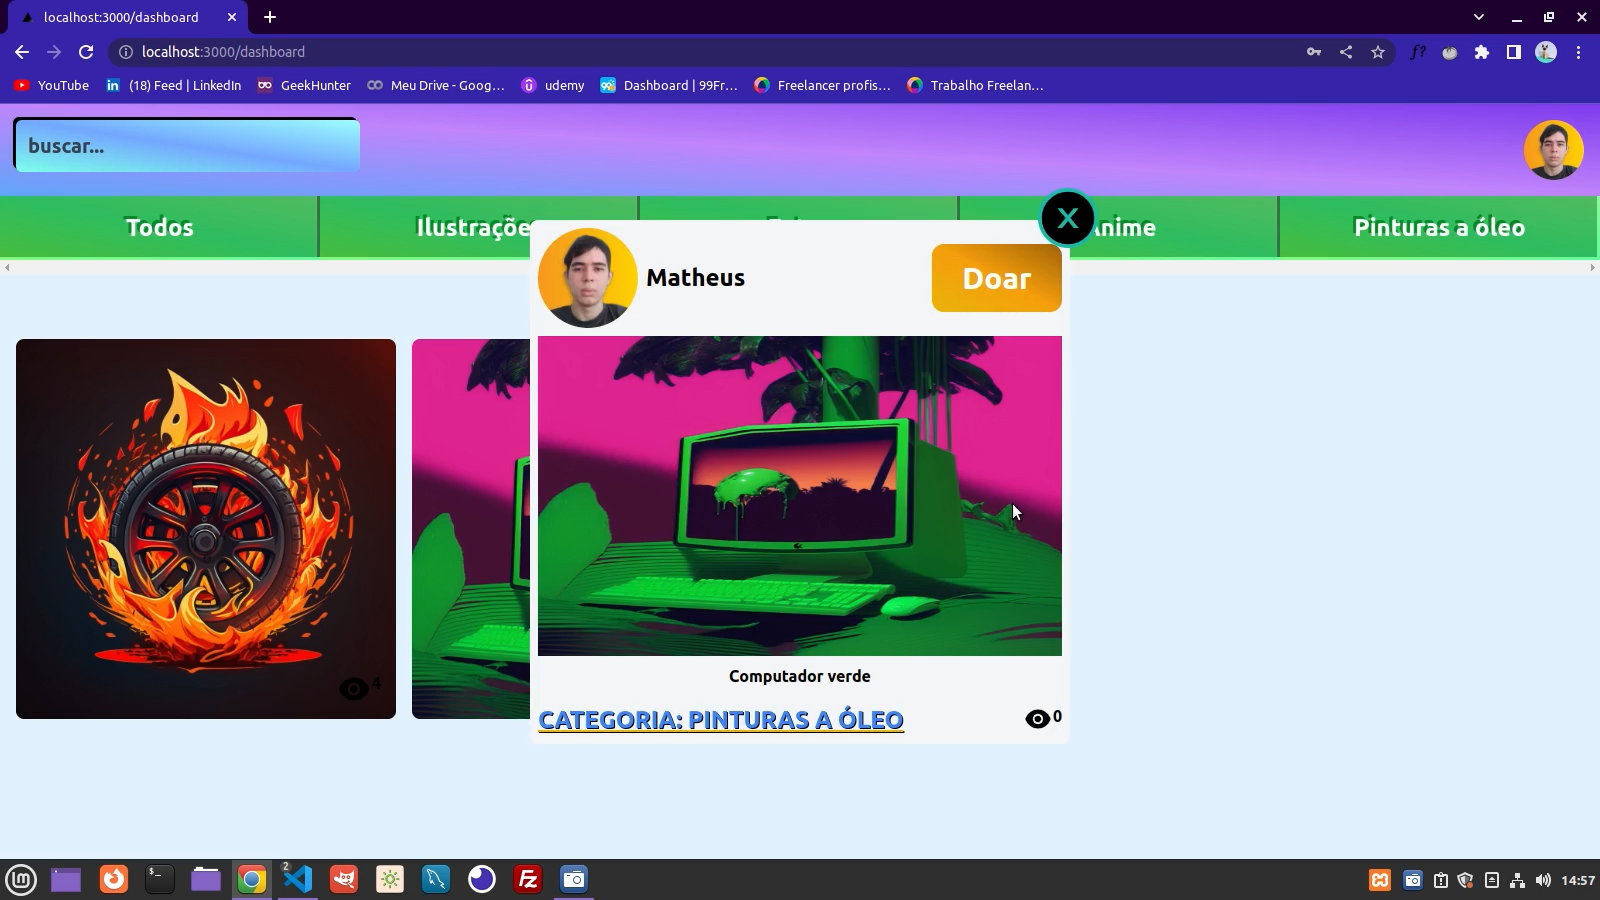 localhost:3000/dashboard
localhost:3000/dashboard
f?
YouTube
(18) Feed | LinkedIn
GeekHunter
Meu Drive - Goog...
udemy
Dashboard | 99Fr...
Freelancer profis...
Trabalho Freelan...
buscar...
Todos
Ilustraçõe
Anime
Pinturas a óleo
X
Matheus
Doar
4
Computador verde
CATEGORIA: PINTURAS A ÓLEO
0
2
14:57